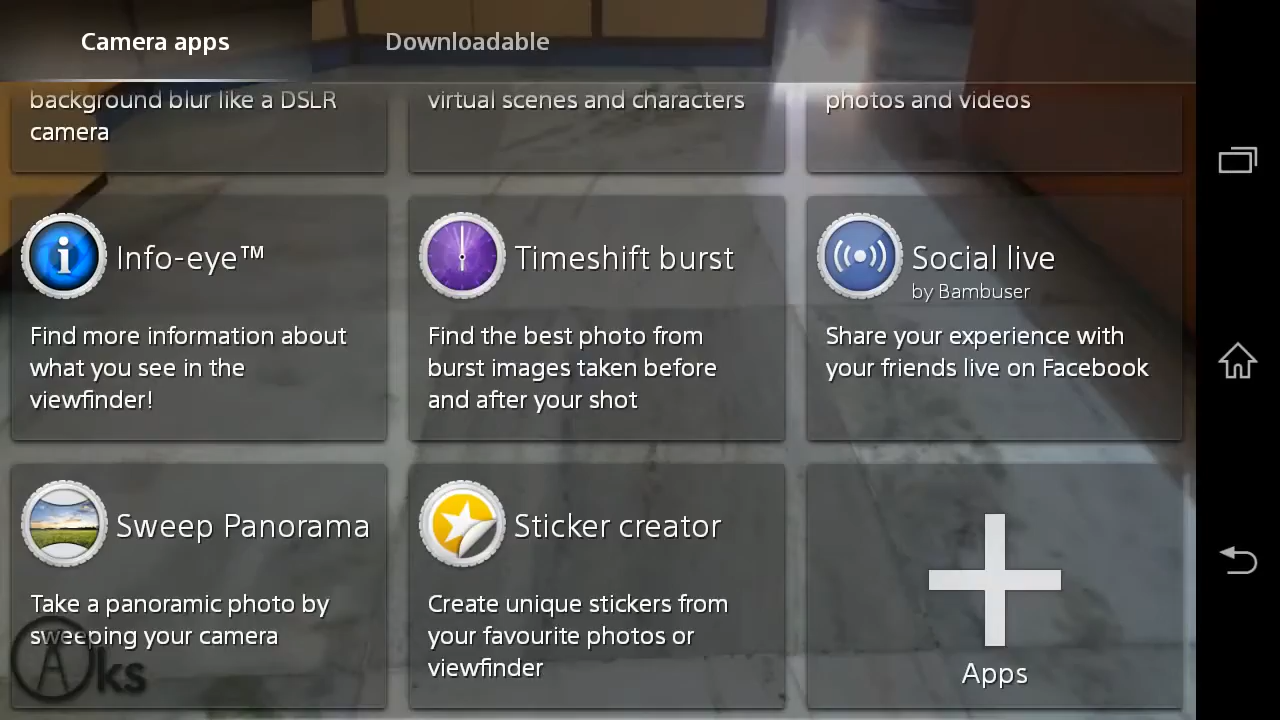 Camera apps
Downloadable
background blur like a DSLR
camera
virtual scenes and characters
photos and videos
Info-eye™
Find more information about
what you see in the
viewfinder!
Timeshift burst
Find the best photo from
burst images taken before
and after your shot
Social live
by Bambuser
Share your experience with
your friends live on Facebook
Sweep Panorama
Take a panoramic photo by
sweeping your camera
Sticker creator
Create unique stickers from
your favourite photos or
viewfinder
Apps
Aks